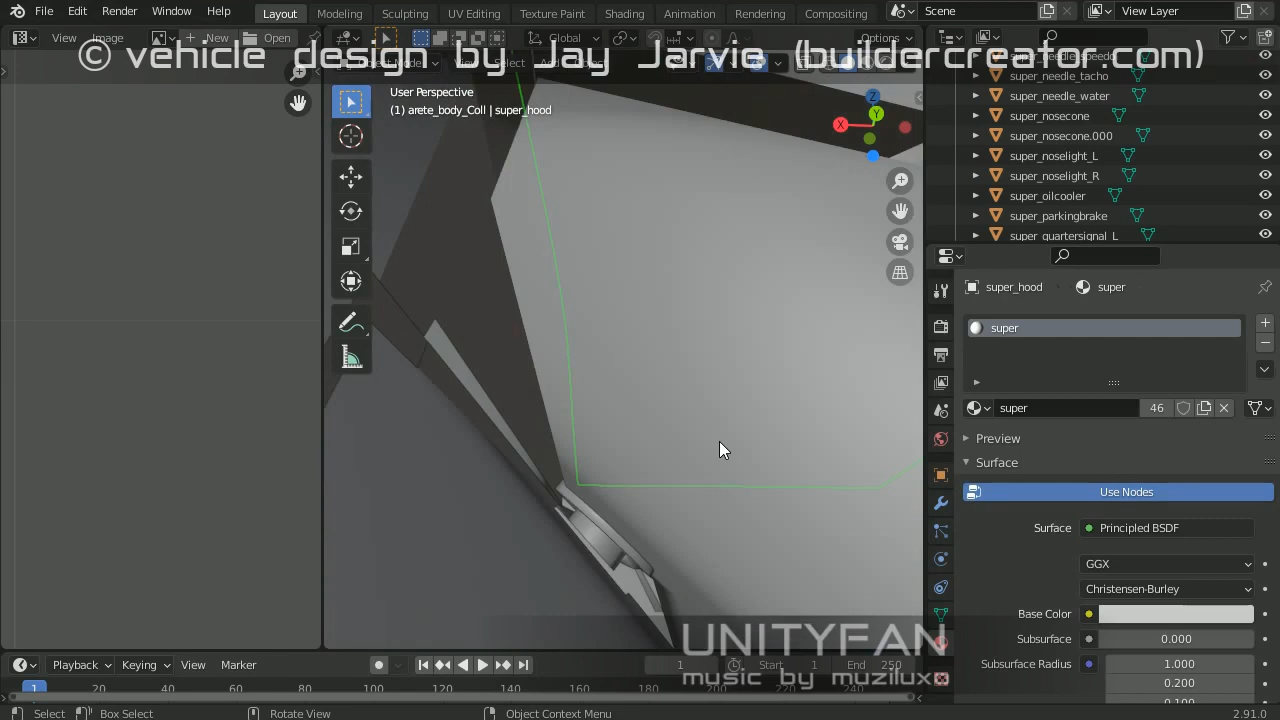 File Edit Render Window Help Layout Modeling Sculpting UV Editing Texture Paint Shading Animation Rendering Compositing Scene View Layer
View Image New Open Global Options
© vehicle design by Jay Jarvie (buildercreator.com)
User Perspective
(1) arete_body_Coll | super_hood
Z
Y
X
super_needle_speedo
super_needle_tacho
super_needle_water
super_nosecone
super_nosecone.000
super_noselight_L
super_noselight_R
super_oilcooler
super_parkingbrake
super_quartersignal_L
super_hood super
super
super 46
Preview
Surface
Use Nodes
Surface Principled BSDF
GGX
Christensen-Burley
Base Color
Subsurface 0.000
Subsurface Radius 1.000
0.200
0.100
UNITYFAN
music by muziluxa
Playback Keying View Marker 1 Start 1 End 250
1 20 40 60 80 100 120 140 160 180 200 220 240
Select Box Select Rotate View Object Context Menu 2.91.0